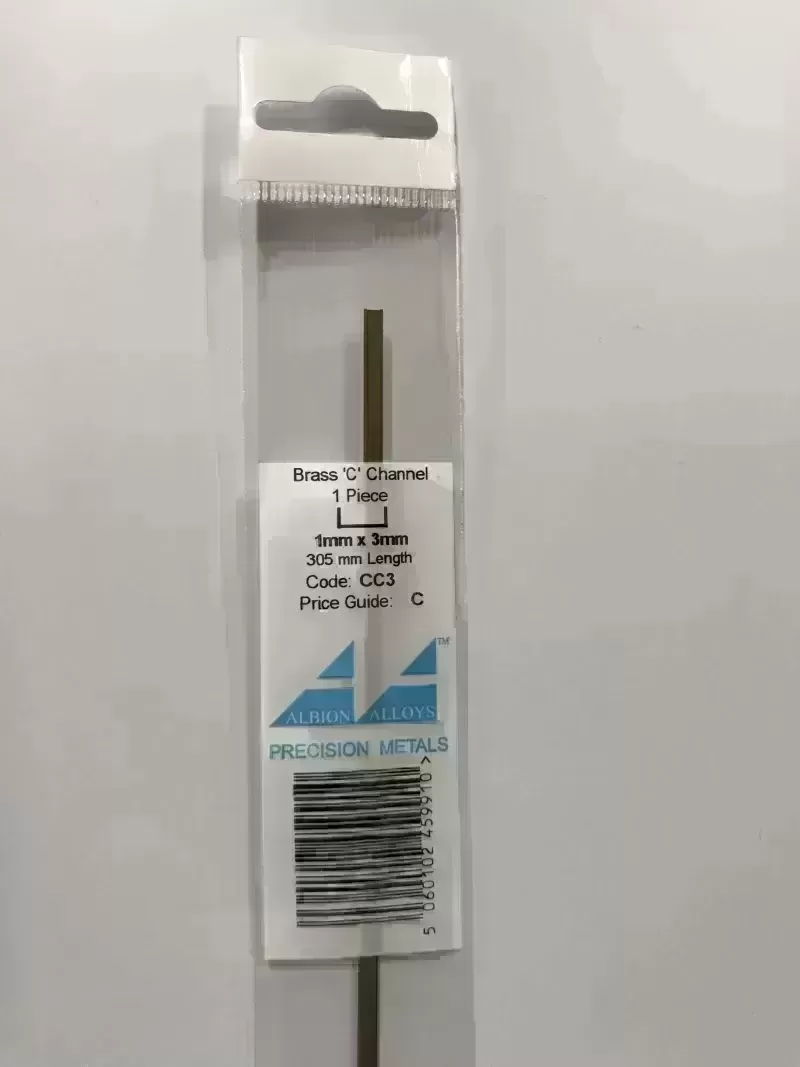 Brass 'C' Channel
1 Piece
1mm x 3mm
305 mm Length
Code: CC3
Price Guide: C
TM
ALBION ALLOYS
PRECISION METALS
5 060102 459910 >